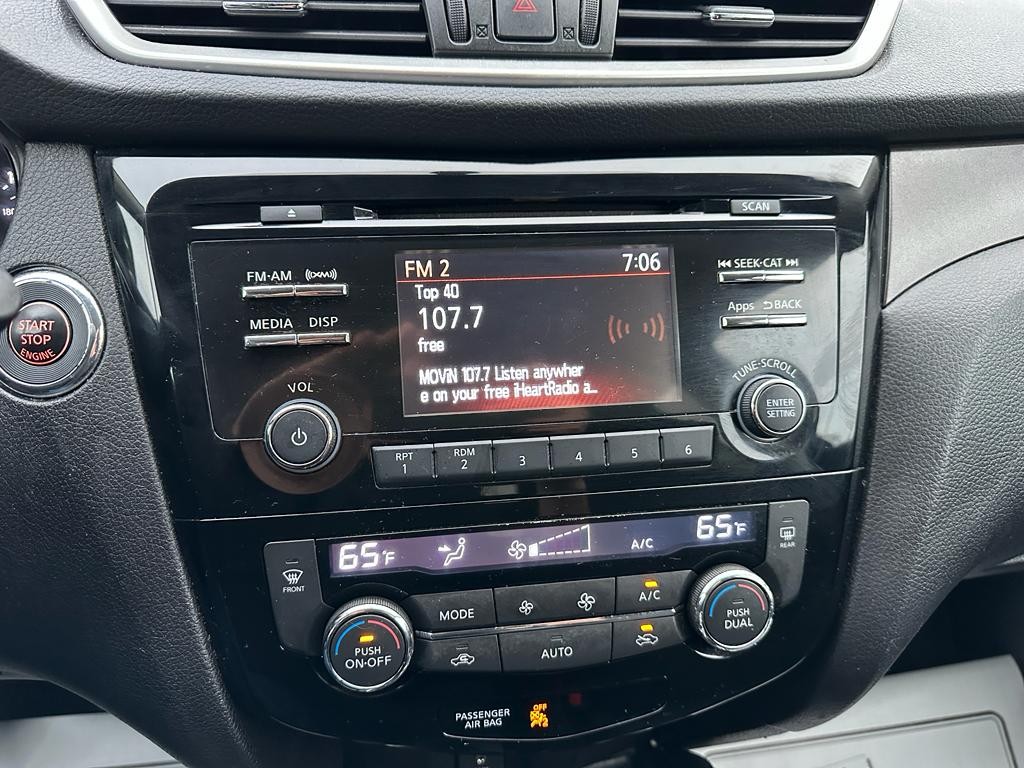 180
START
STOP
ENGINE
SCAN
FM·AM ((XM))
MEDIA DISP
VOL
FM 2 7:06
Top 40
107.7
free
MOViN 107.7 Listen anywher
e on your free iHeartRadio a…
SEEK·CAT
Apps BACK
TUNE·SCROLL
ENTER
SETTING
RPT
1
RDM
2
3
4
5
6
65°F A/C 65°F
FRONT
REAR
MODE
A/C
PUSH
ON·OFF
AUTO
PUSH
DUAL
PASSENGER
AIR BAG
OFF